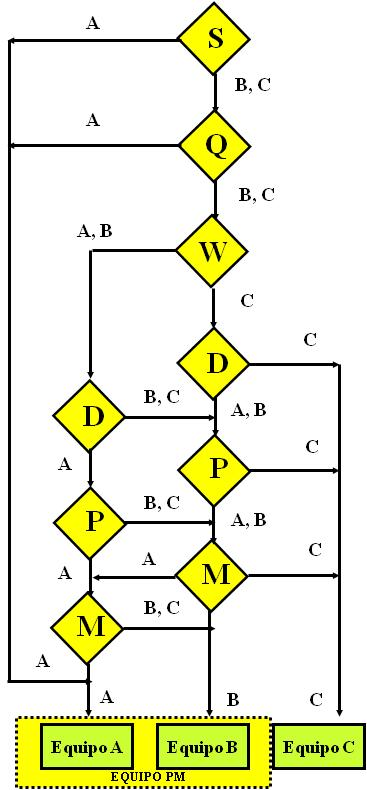 A
S
B, C
A
Q
B, C
A, B
W
C
D
C
D
B, C
A, B
A
P
C
P
B, C
A, B
A
A
M
C
M
B, C
A
A
B
C
Equipo A
Equipo B
Equipo C
EQUIPO PM